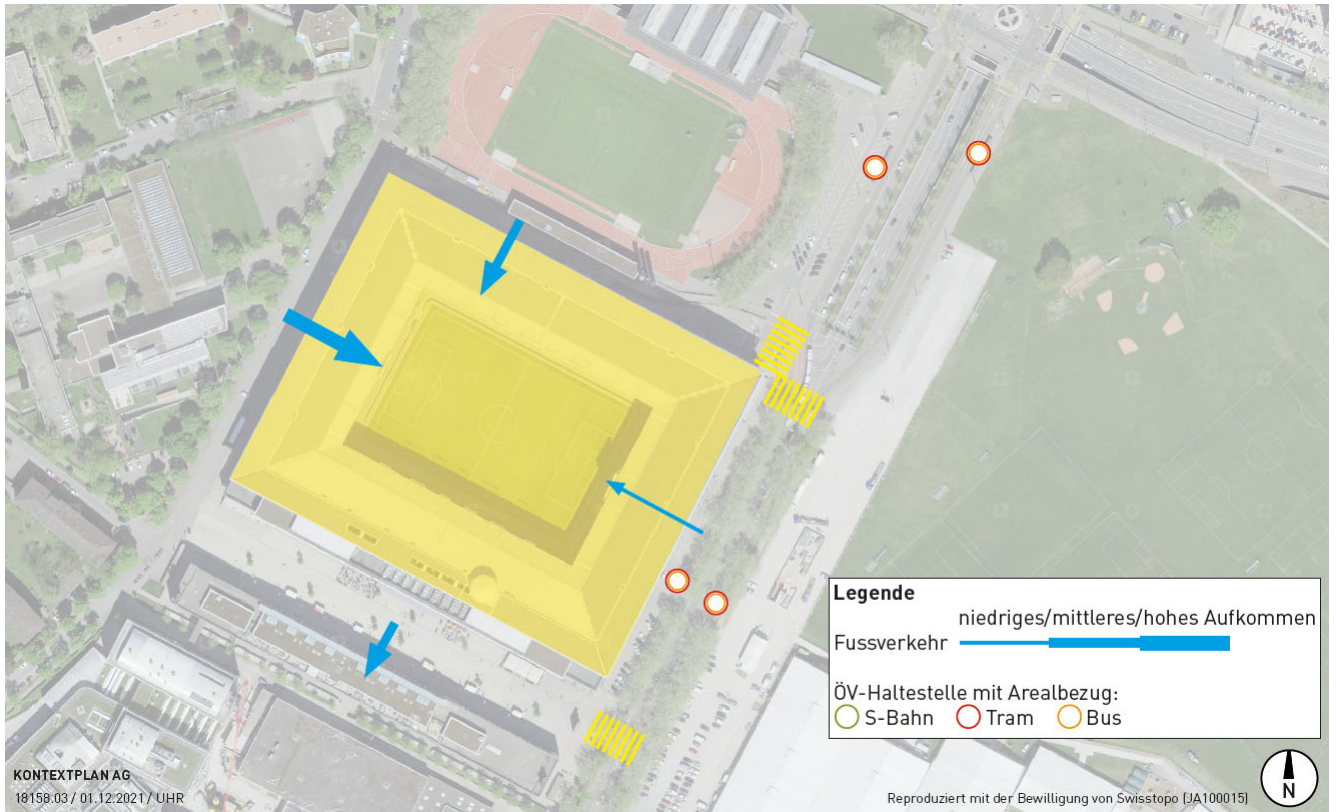 Legende
niedriges/mittleres/hohes Aufkommen
Fussverkehr
ÖV-Haltestelle mit Arealbezug:
S-Bahn Tram Bus
KONTEXTPLAN AG
18158.03 / 01.12.2021 / UHR
Reproduziert mit der Bewilligung von Swisstopo (JA100015)
N